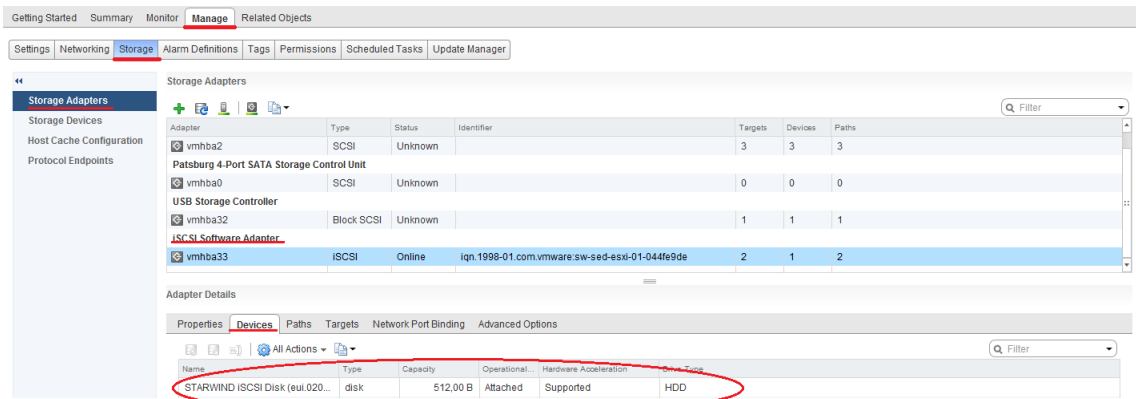 Getting Started Summary Monitor Manage Related Objects
Settings Networking Storage Alarm Definitions Tags Permissions Scheduled Tasks Update Manager
Storage Adapters
Storage Devices
Host Cache Configuration
Protocol Endpoints
Storage Adapters
Filter
Adapter Type Status Identifier Targets Devices Paths
vmhba2 SCSI Unknown 3 3 3
Patsburg 4-Port SATA Storage Control Unit
vmhba0 SCSI Unknown 0 0 0
USB Storage Controller
vmhba32 Block SCSI Unknown 1 1 1
iSCSI Software Adapter
vmhba33 iSCSI Online iqn.1998-01.com.vmware:sw-sed-esxi-01-044fe9de 2 1 2
Adapter Details
Properties Devices Paths Targets Network Port Binding Advanced Options
All Actions Filter
Name Type Capacity Operational... Hardware Acceleration Drive Type
STARWIND iSCSI Disk (eui.020... disk 512,00 B Attached Supported HDD